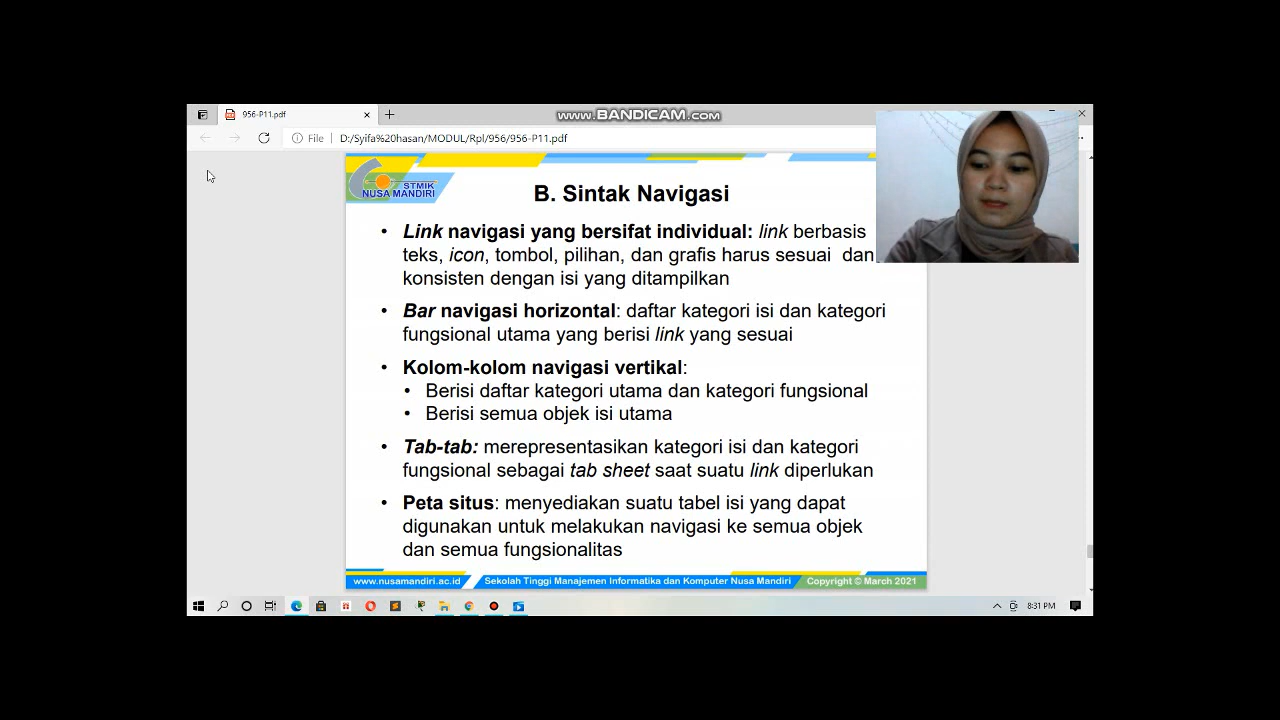 956-P11.pdf
www.BANDICAM.com
File
D:/Syifa%20hasan/MODUL/Rpl/956/956-P11.pdf
STMIK
NUSA MANDIRI
B. Sintak Navigasi
• Link navigasi yang bersifat individual: link berbasis
teks, icon, tombol, pilihan, dan grafis harus sesuai dan
konsisten dengan isi yang ditampilkan
• Bar navigasi horizontal: daftar kategori isi dan kategori
fungsional utama yang berisi link yang sesuai
• Kolom-kolom navigasi vertikal:
• Berisi daftar kategori utama dan kategori fungsional
• Berisi semua objek isi utama
• Tab-tab: merepresentasikan kategori isi dan kategori
fungsional sebagai tab sheet saat suatu link diperlukan
• Peta situs: menyediakan suatu tabel isi yang dapat
digunakan untuk melakukan navigasi ke semua objek
dan semua fungsionalitas
www.nusamandiri.ac.id
Sekolah Tinggi Manajemen Informatika dan Komputer Nusa Mandiri
Copyright © March 2021
8:31 PM